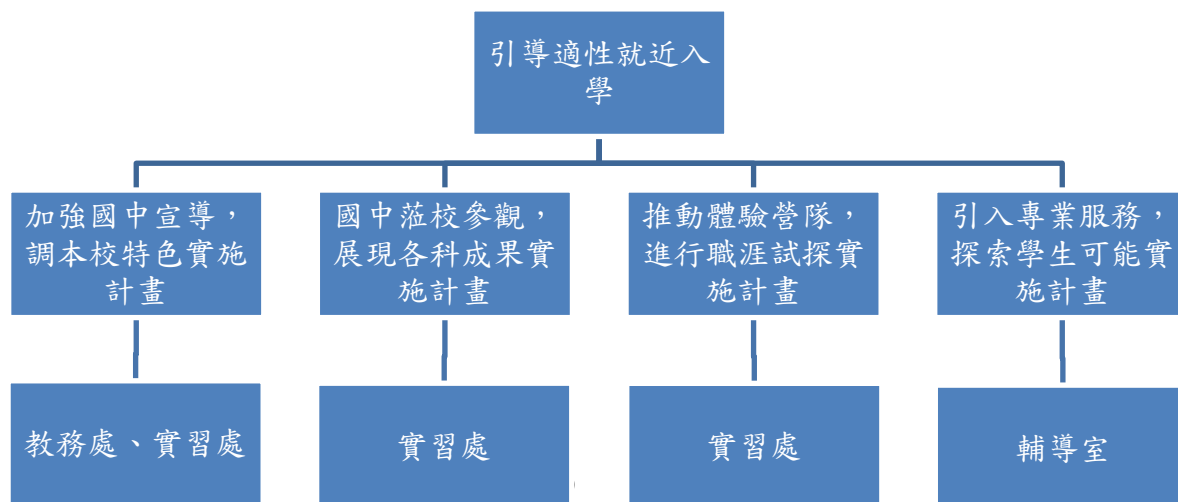 引導適性就近入
學
加強國中宣導，
調本校特色實施
計畫
國中蒞校參觀，
展現各科成果實
施計畫
推動體驗營隊，
進行職涯試探實
施計畫
引入專業服務，
探索學生可能實
施計畫
教務處、實習處
實習處
實習處
輔導室